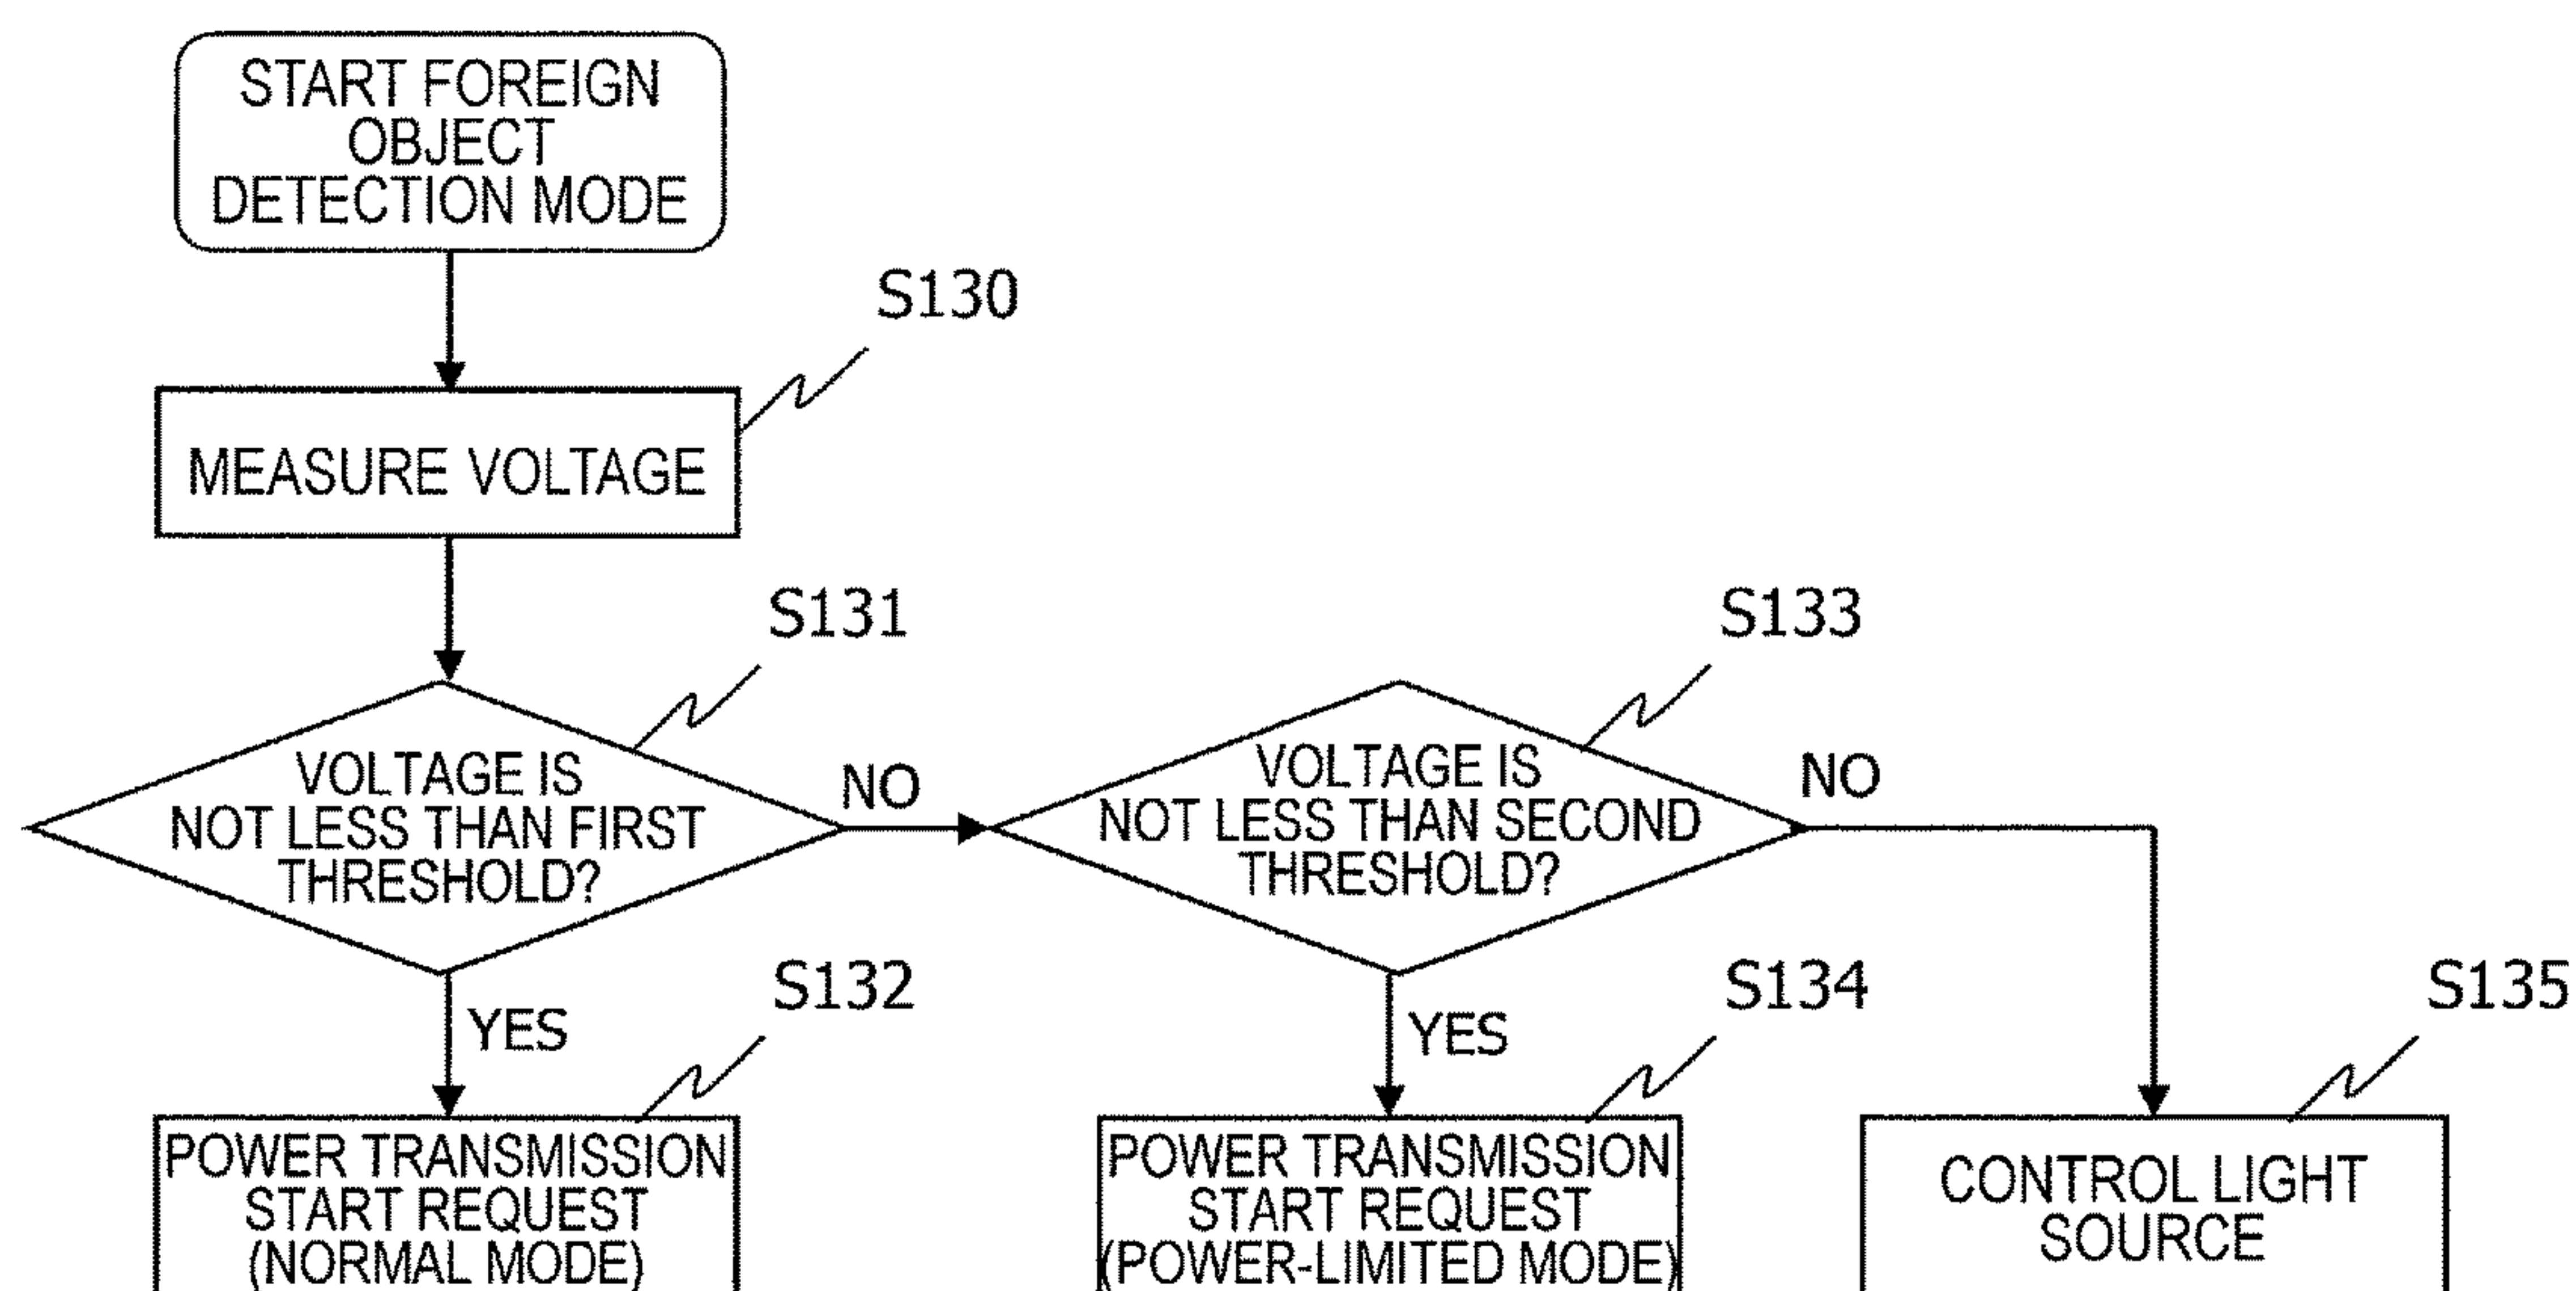 START FOREIGN
OBJECT
DETECTION MODE
S130
MEASURE VOLTAGE
S131
VOLTAGE IS
NOT LESS THAN FIRST
THRESHOLD?
NO
S133
VOLTAGE IS
NOT LESS THAN SECOND
THRESHOLD?
NO
YES
S132
POWER TRANSMISSION
START REQUEST
(NORMAL MODE)
YES
S134
POWER TRANSMISSION
START REQUEST
(POWER-LIMITED MODE)
S135
CONTROL LIGHT
SOURCE